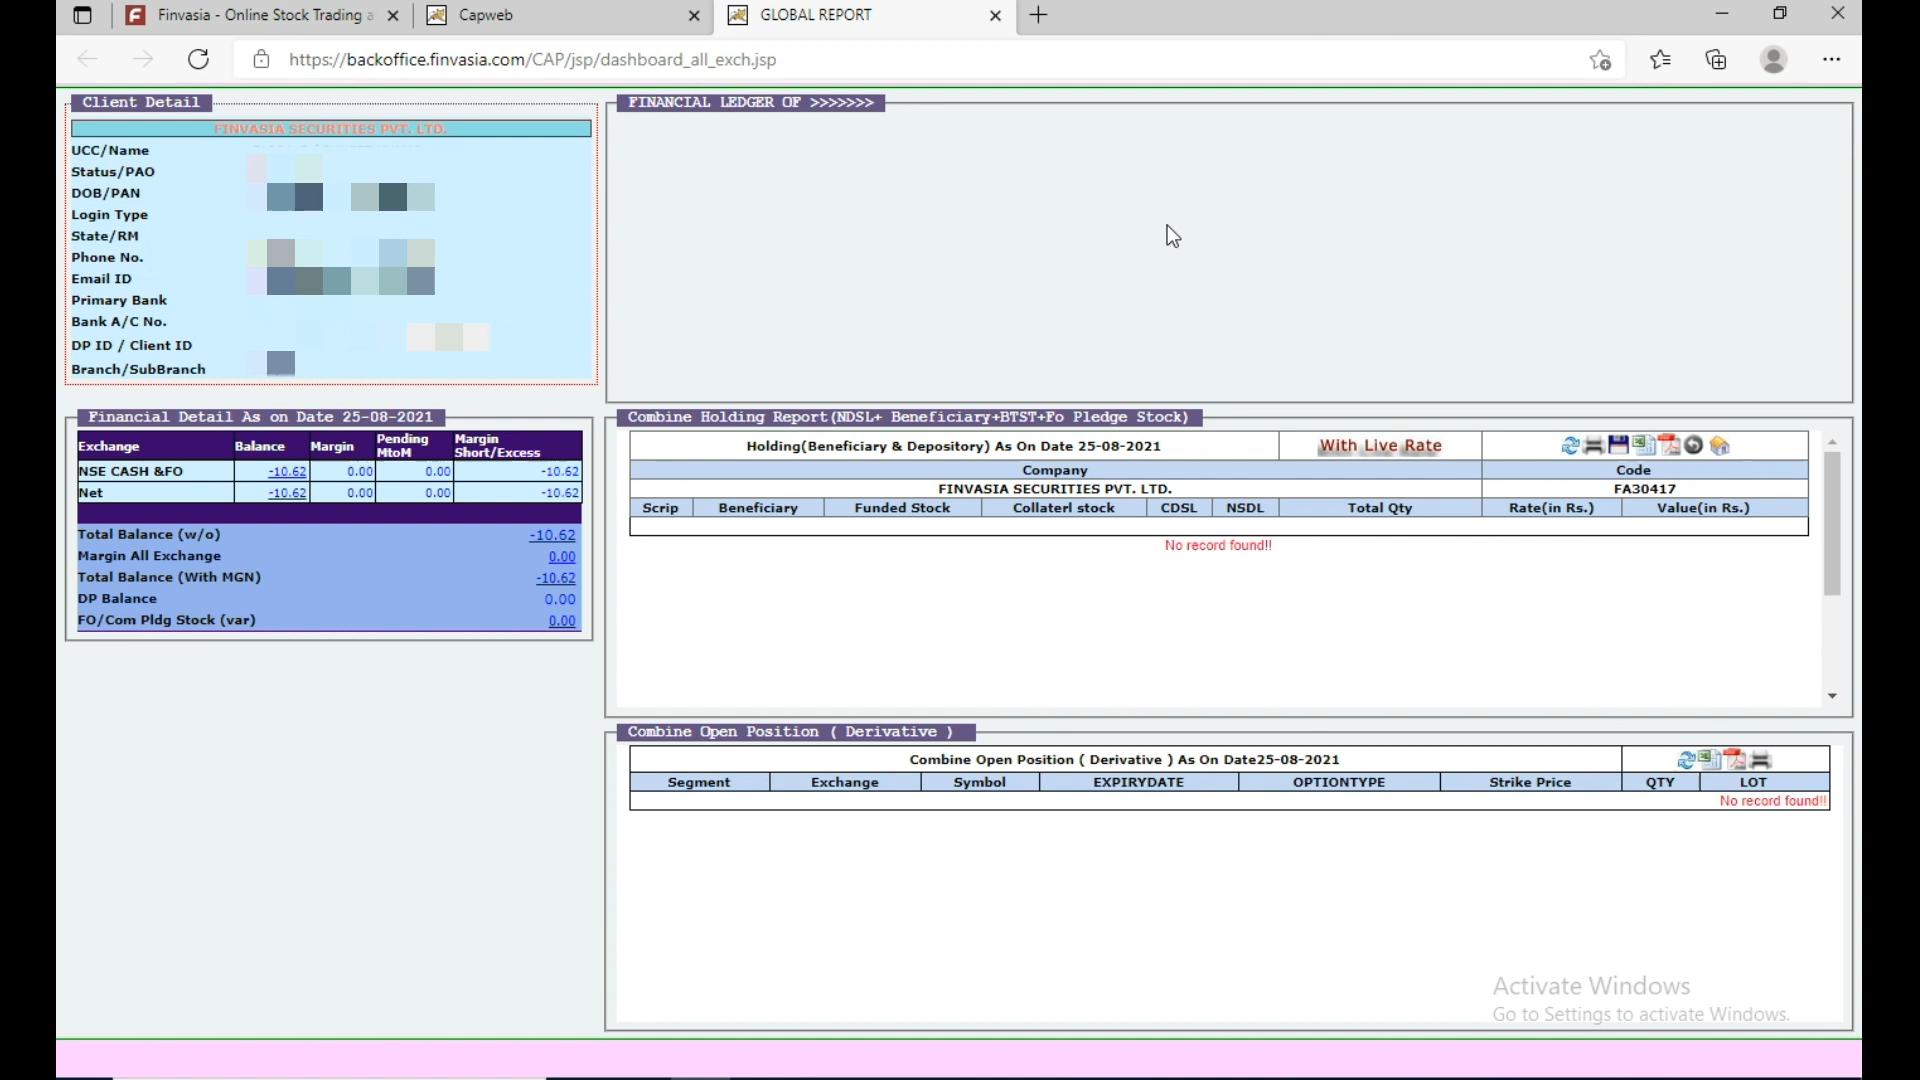 Finvasia - Online Stock Trading a
Capweb
GLOBAL REPORT
https://backoffice.finvasia.com/CAP/jsp/dashboard_all_exch.jsp
Client Detail
FINVASIA SECURITIES PVT. LTD.
UCC/Name
Status/PAO
DOB/PAN
Login Type
State/RM
Phone No.
Email ID
Primary Bank
Bank A/C No.
DP ID / Client ID
Branch/SubBranch
FINANCIAL LEDGER OF >>>>>>>
Financial Detail As on Date 25-08-2021
Exchange Balance Margin Pending MtoM Margin Short/Excess
NSE CASH &FO -10.62 0.00 0.00 -10.62
Net -10.62 0.00 0.00 -10.62
Total Balance (w/o) -10.62
Margin All Exchange 0.00
Total Balance (With MGN) -10.62
DP Balance 0.00
FO/Com Pldg Stock (var) 0.00
Combine Holding Report(NDSL+ Beneficiary+BTST+Fo Pledge Stock)
Holding(Beneficiary & Depository) As On Date 25-08-2021 With Live Rate
Company Code
FINVASIA SECURITIES PVT. LTD. FA30417
Scrip Beneficiary Funded Stock Collaterl stock CDSL NSDL Total Qty Rate(in Rs.) Value(in Rs.)
No record found!!
Combine Open Position ( Derivative )
Combine Open Position ( Derivative ) As On Date25-08-2021
Segment Exchange Symbol EXPIRYDATE OPTIONTYPE Strike Price QTY LOT
No record found!!
Activate Windows
Go to Settings to activate Windows.